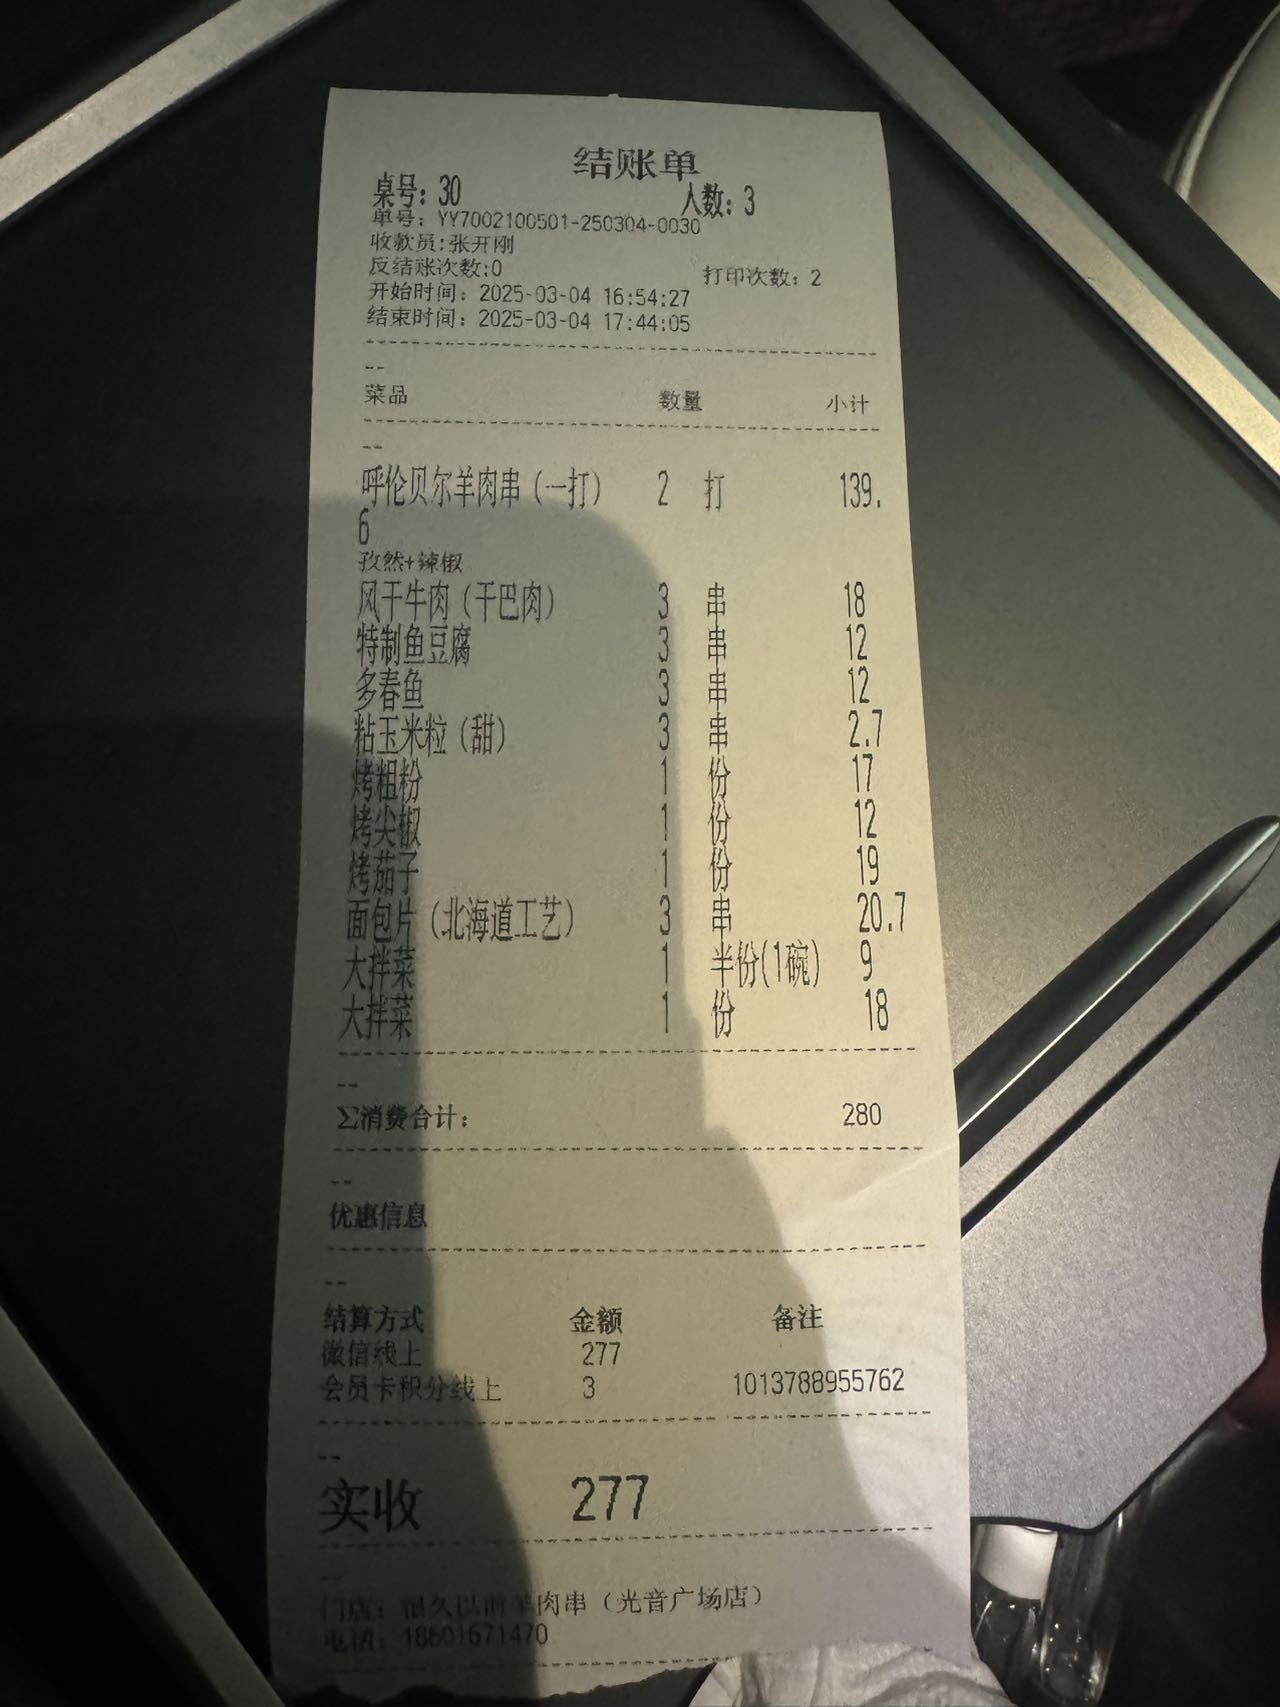 结账单
桌号：30 人数：3
单号：YY7002100501-250304-0030
收款员:张开刚
反结账次数:0 打印次数：2
开始时间：2025-03-04 16:54:27
结束时间：2025-03-04 17:44:05
--
菜品 数量 小计
--
呼伦贝尔羊肉串（一打） 2 打 139.
6
孜然+辣椒
风干牛肉（干巴肉） 3 串 18
特制鱼豆腐 3 串 12
多春鱼 3 串 12
粘玉米粒（甜） 3 串 2.7
烤粗粉 1 份 17
烤尖椒 1 份 12
烤茄子 1 份 19
面包片（北海道工艺） 3 串 20.7
大拌菜 1 半份(1碗) 9
大拌菜 1 份 18
--
∑消费合计： 280
--
优惠信息
--
结算方式 金额 备注
微信线上 277
会员卡积分线上 3 1013788955762
--
实收 277
--
门店：很久以前羊肉串（光音广场店）
电话：18601671470